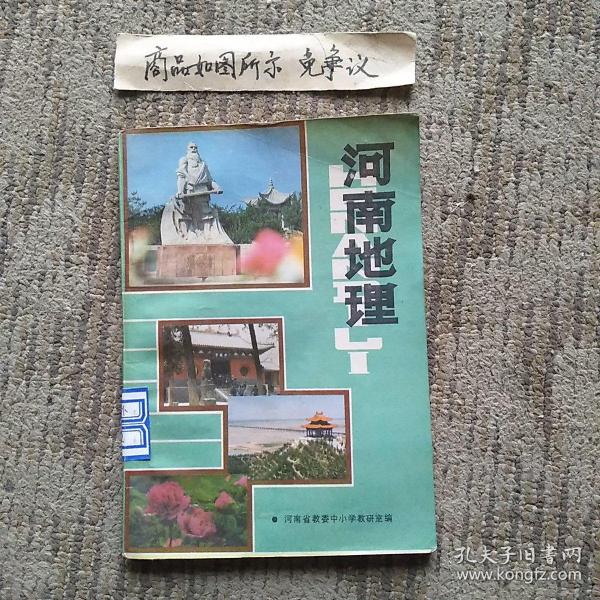 商品如图所示 免争议
河南地理
河南省教委中小学教研室编
孔夫子旧书网
www.kongfz.com